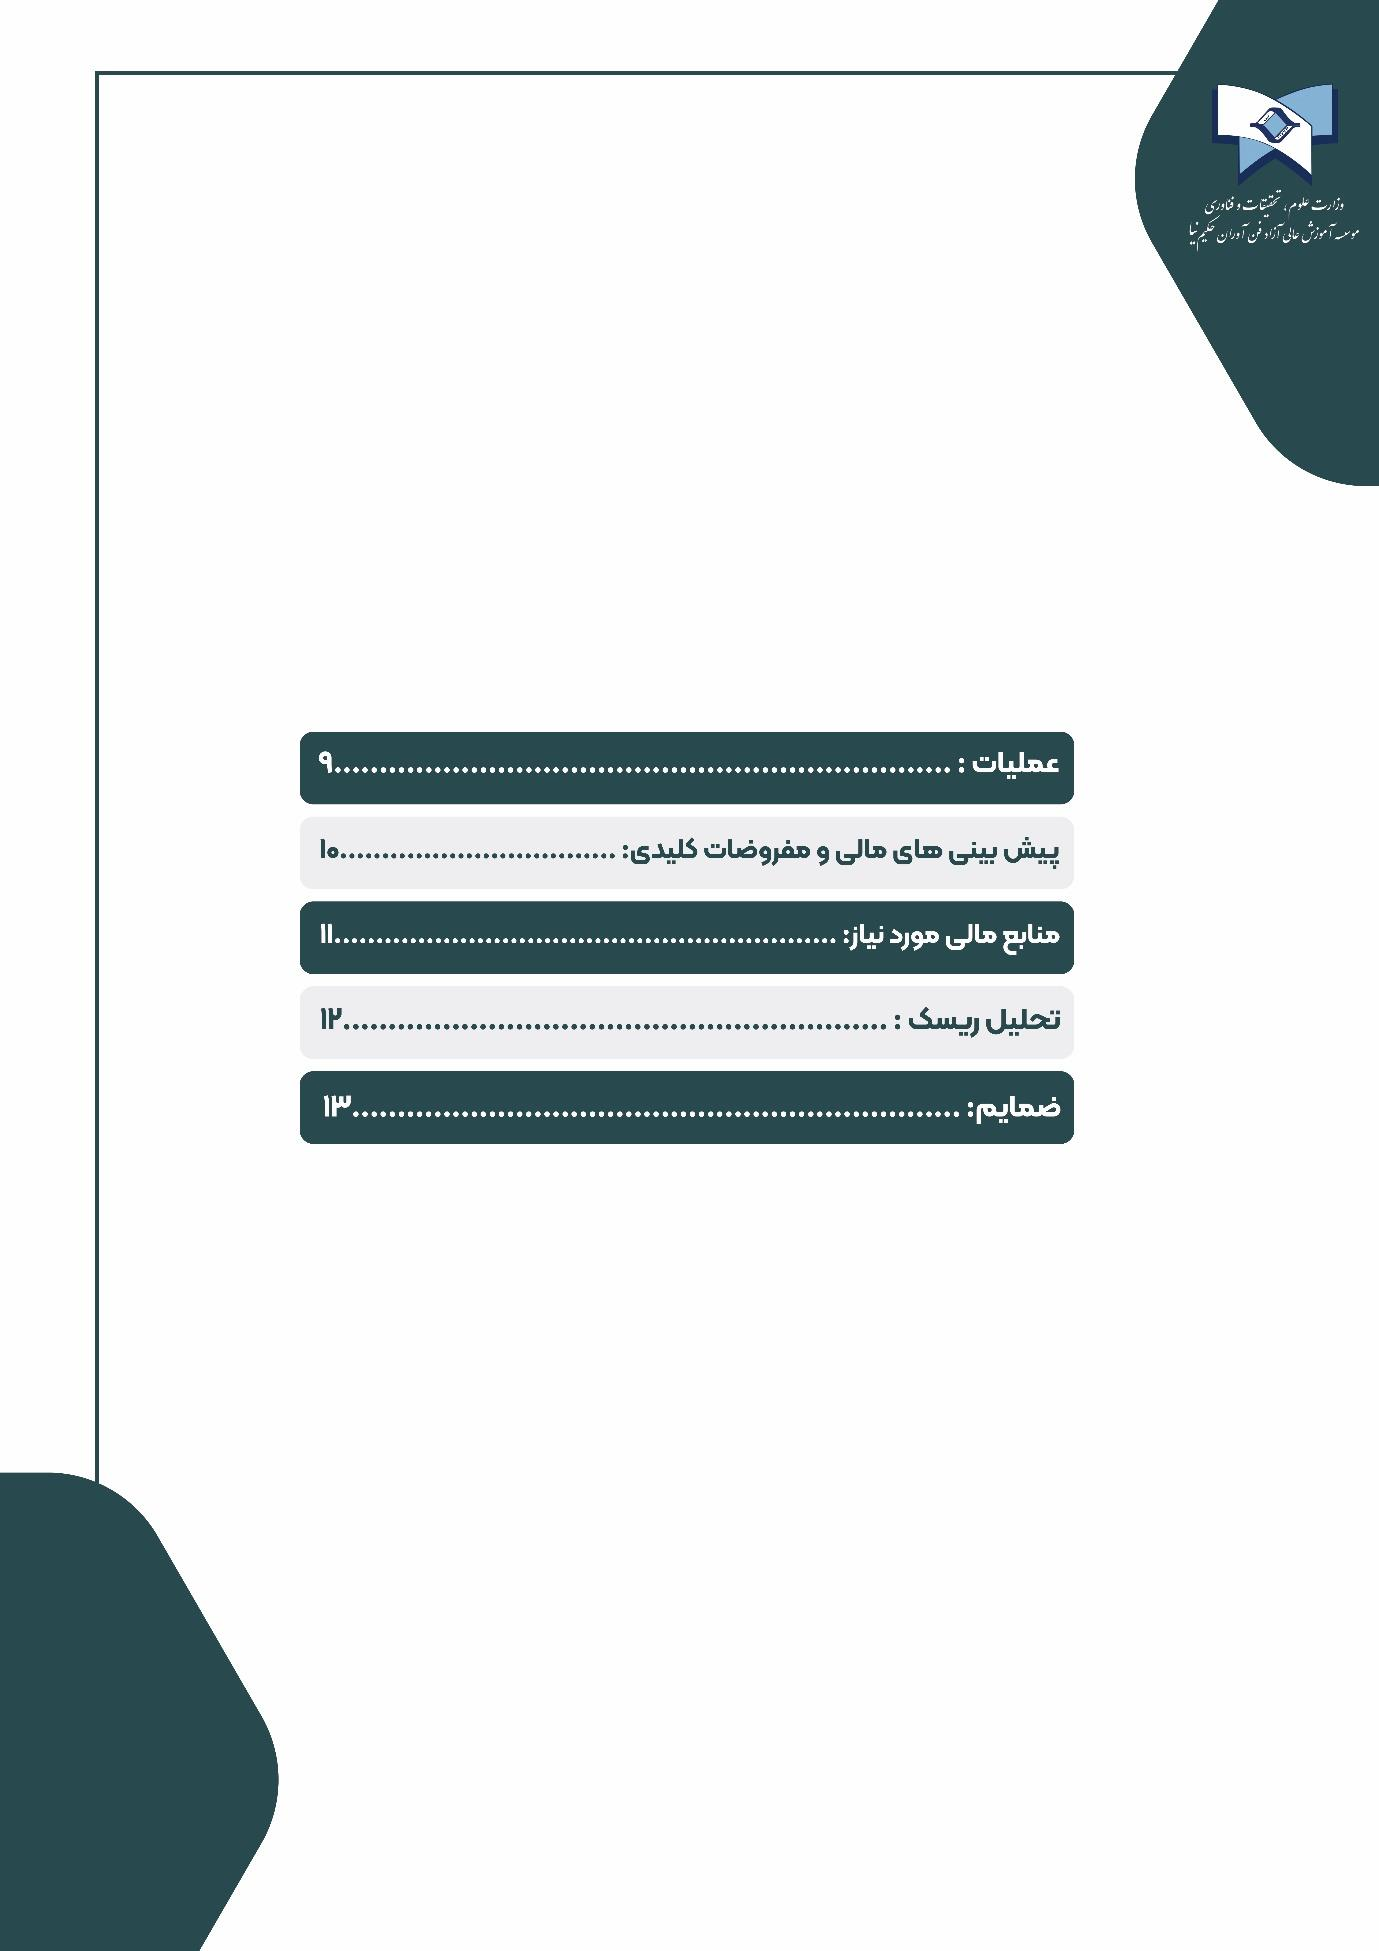 وزارت علوم، تحقیقات و فناوری
موسسه آموزش عالی آزاد فن آوران حکیم نیا
عملیات : ......................................................................۹
پیش بینی های مالی و مفروضات کلیدی: ................................۱۰
منابع مالی مورد نیاز: .........................................................۱۱
تحلیل ریسک : .............................................................۱۲
ضمایم: ....................................................................۱۳